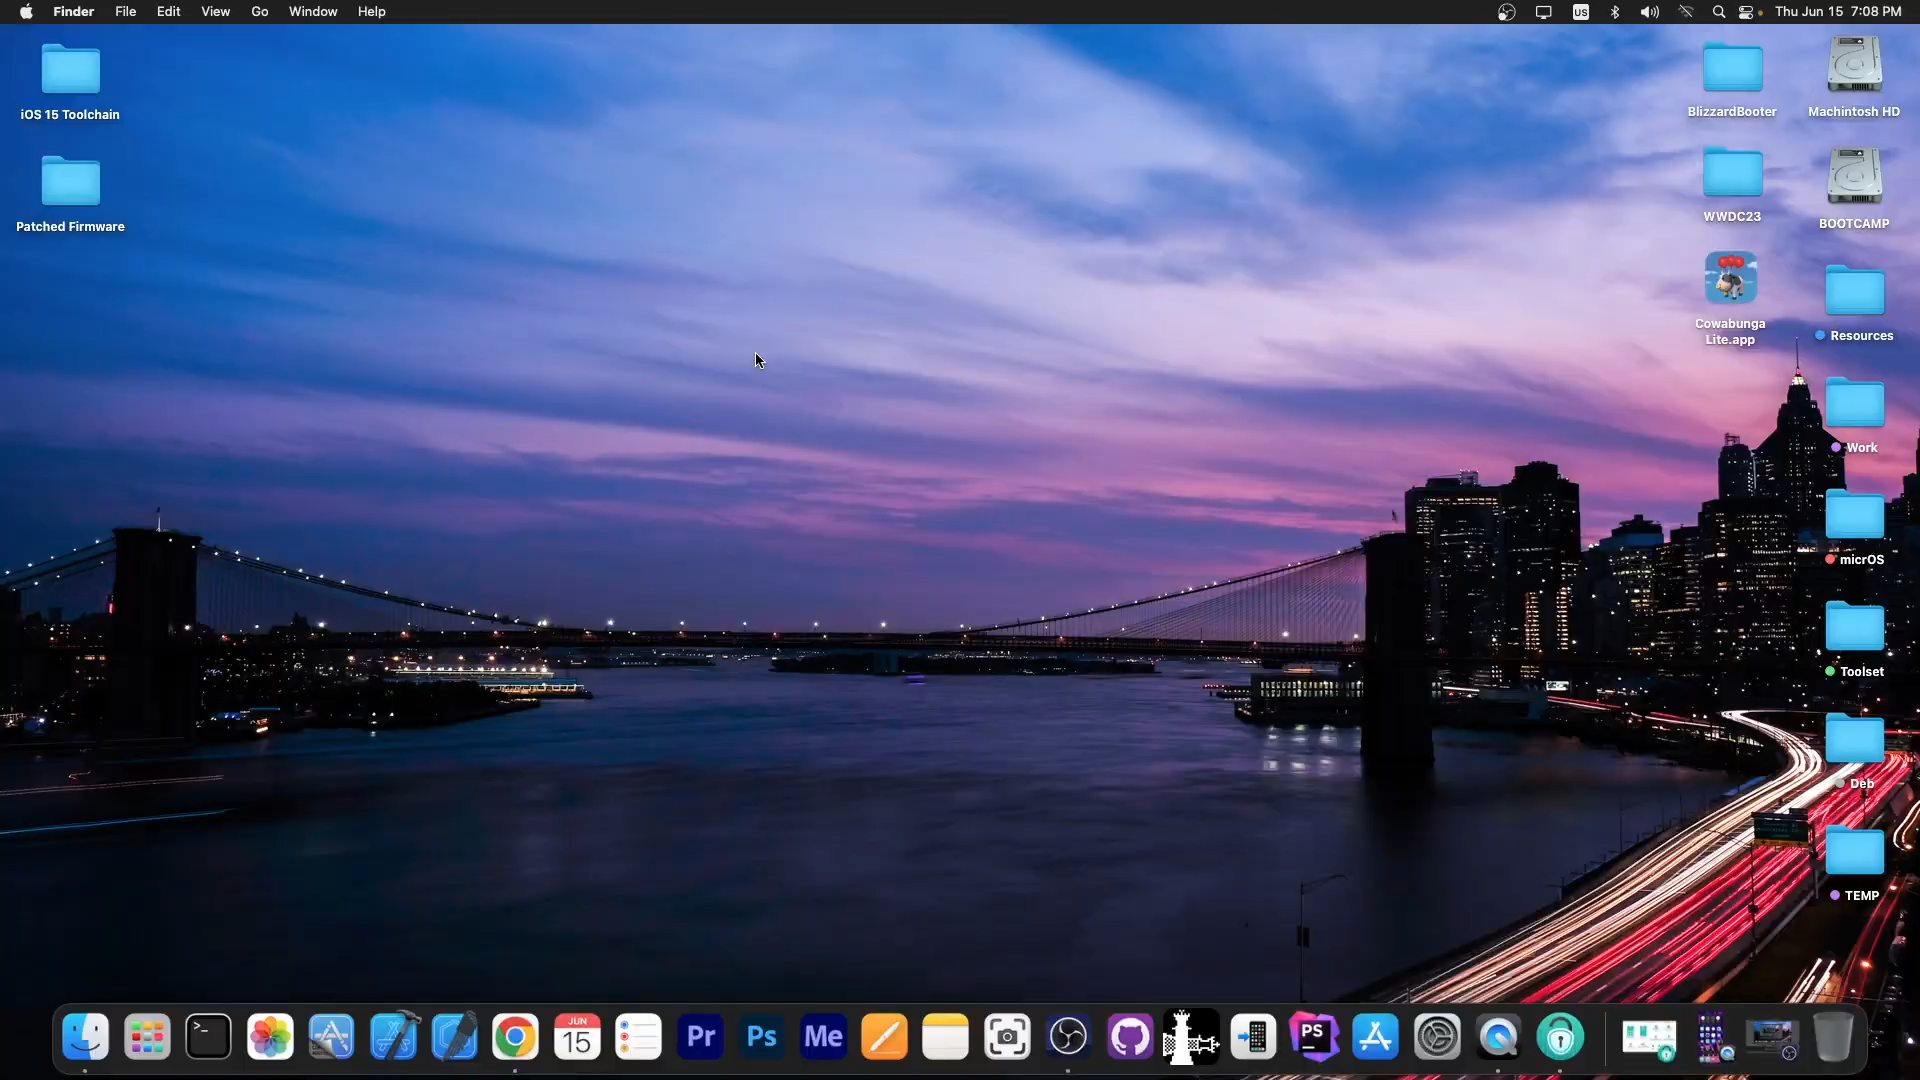 Finder File Edit View Go Window Help
US
Thu Jun 15 7:08 PM
iOS 15 Toolchain
Patched Firmware
BlizzardBooter
Machintosh HD
WWDC23
BOOTCAMP
Cowabunga
Lite.app
Resources
Work
micrOS
Toolset
Deb
TEMP
>_
JUN
15
Pr
Ps
Me
PS